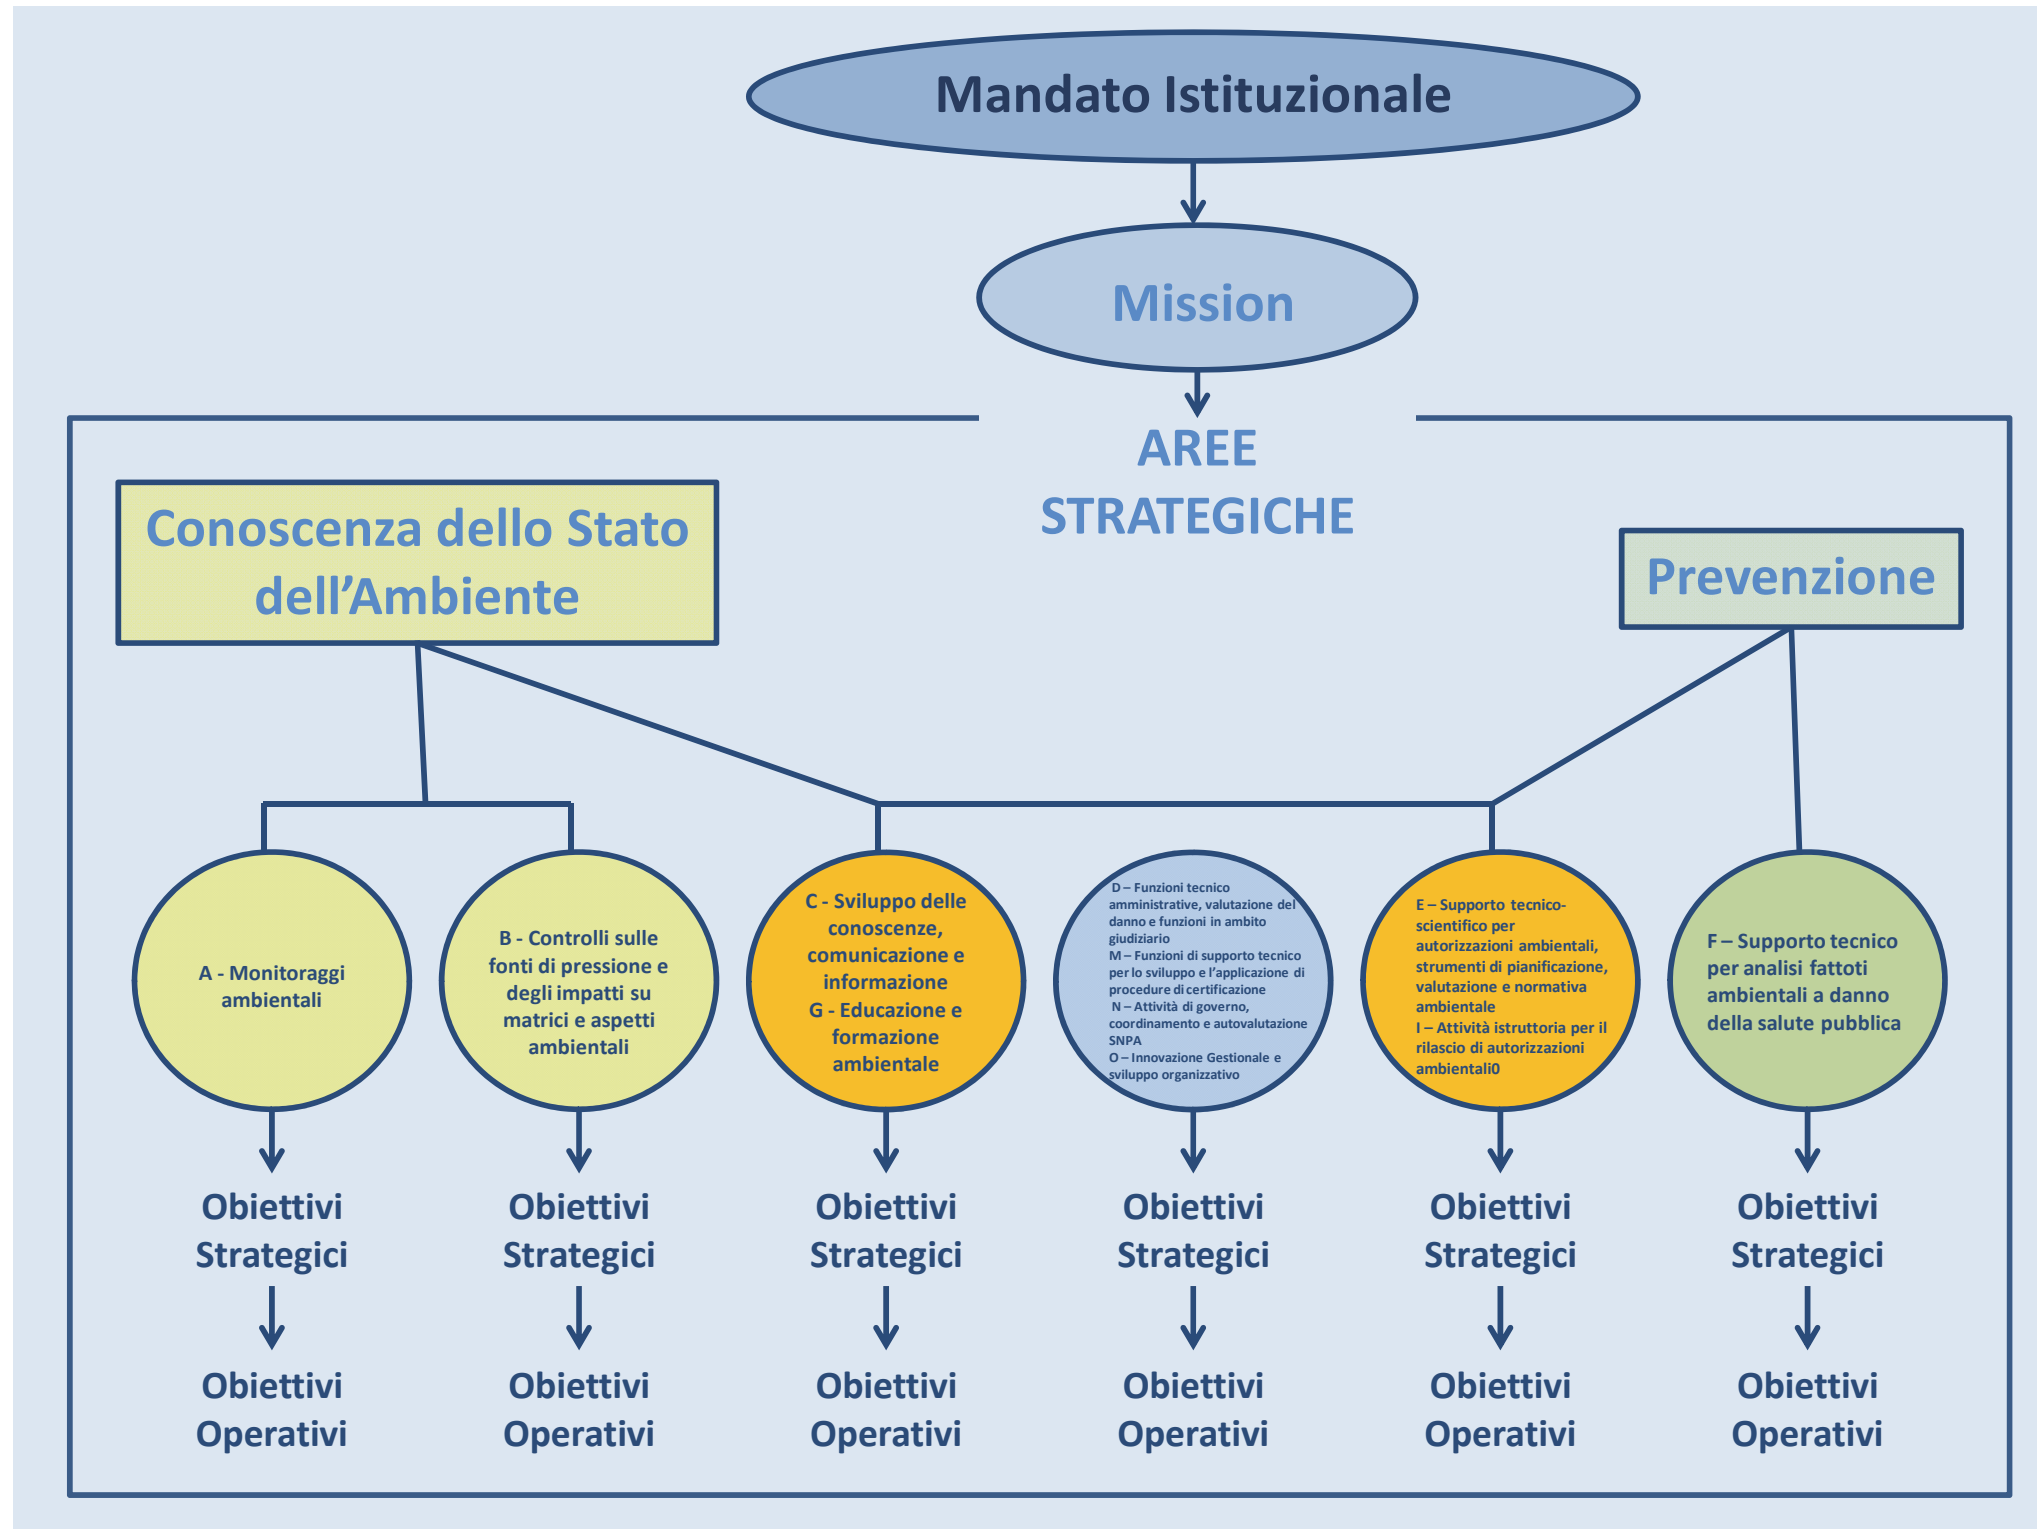 Mandato Istituzionale
Mission
AREE
STRATEGICHE
Conoscenza dello Stato
dell’Ambiente
Prevenzione
A - Monitoraggi
ambientali
B - Controlli sulle
fonti di pressione e
degli impatti su
matrici e aspetti
ambientali
C - Sviluppo delle
conoscenze,
comunicazione e
informazione
G - Educazione e
formazione
ambientale
D – Funzioni tecnico
amministrative, valutazione del
danno e funzioni in ambito
giudiziario
M – Funzioni di supporto tecnico
per lo sviluppo e l’applicazione di
procedure di certificazione
N – Attività di governo,
coordinamento e autovalutazione
SNPA
O – Innovazione Gestionale e
sviluppo organizzativo
E – Supporto tecnico-
scientifico per
autorizzazioni ambientali,
strumenti di pianificazione,
valutazione e normativa
ambientale
I – Attività istruttoria per il
rilascio di autorizzazioni
ambientali0
F – Supporto tecnico
per analisi fattoti
ambientali a danno
della salute pubblica
Obiettivi
Strategici
Obiettivi
Strategici
Obiettivi
Strategici
Obiettivi
Strategici
Obiettivi
Strategici
Obiettivi
Strategici
Obiettivi
Operativi
Obiettivi
Operativi
Obiettivi
Operativi
Obiettivi
Operativi
Obiettivi
Operativi
Obiettivi
Operativi